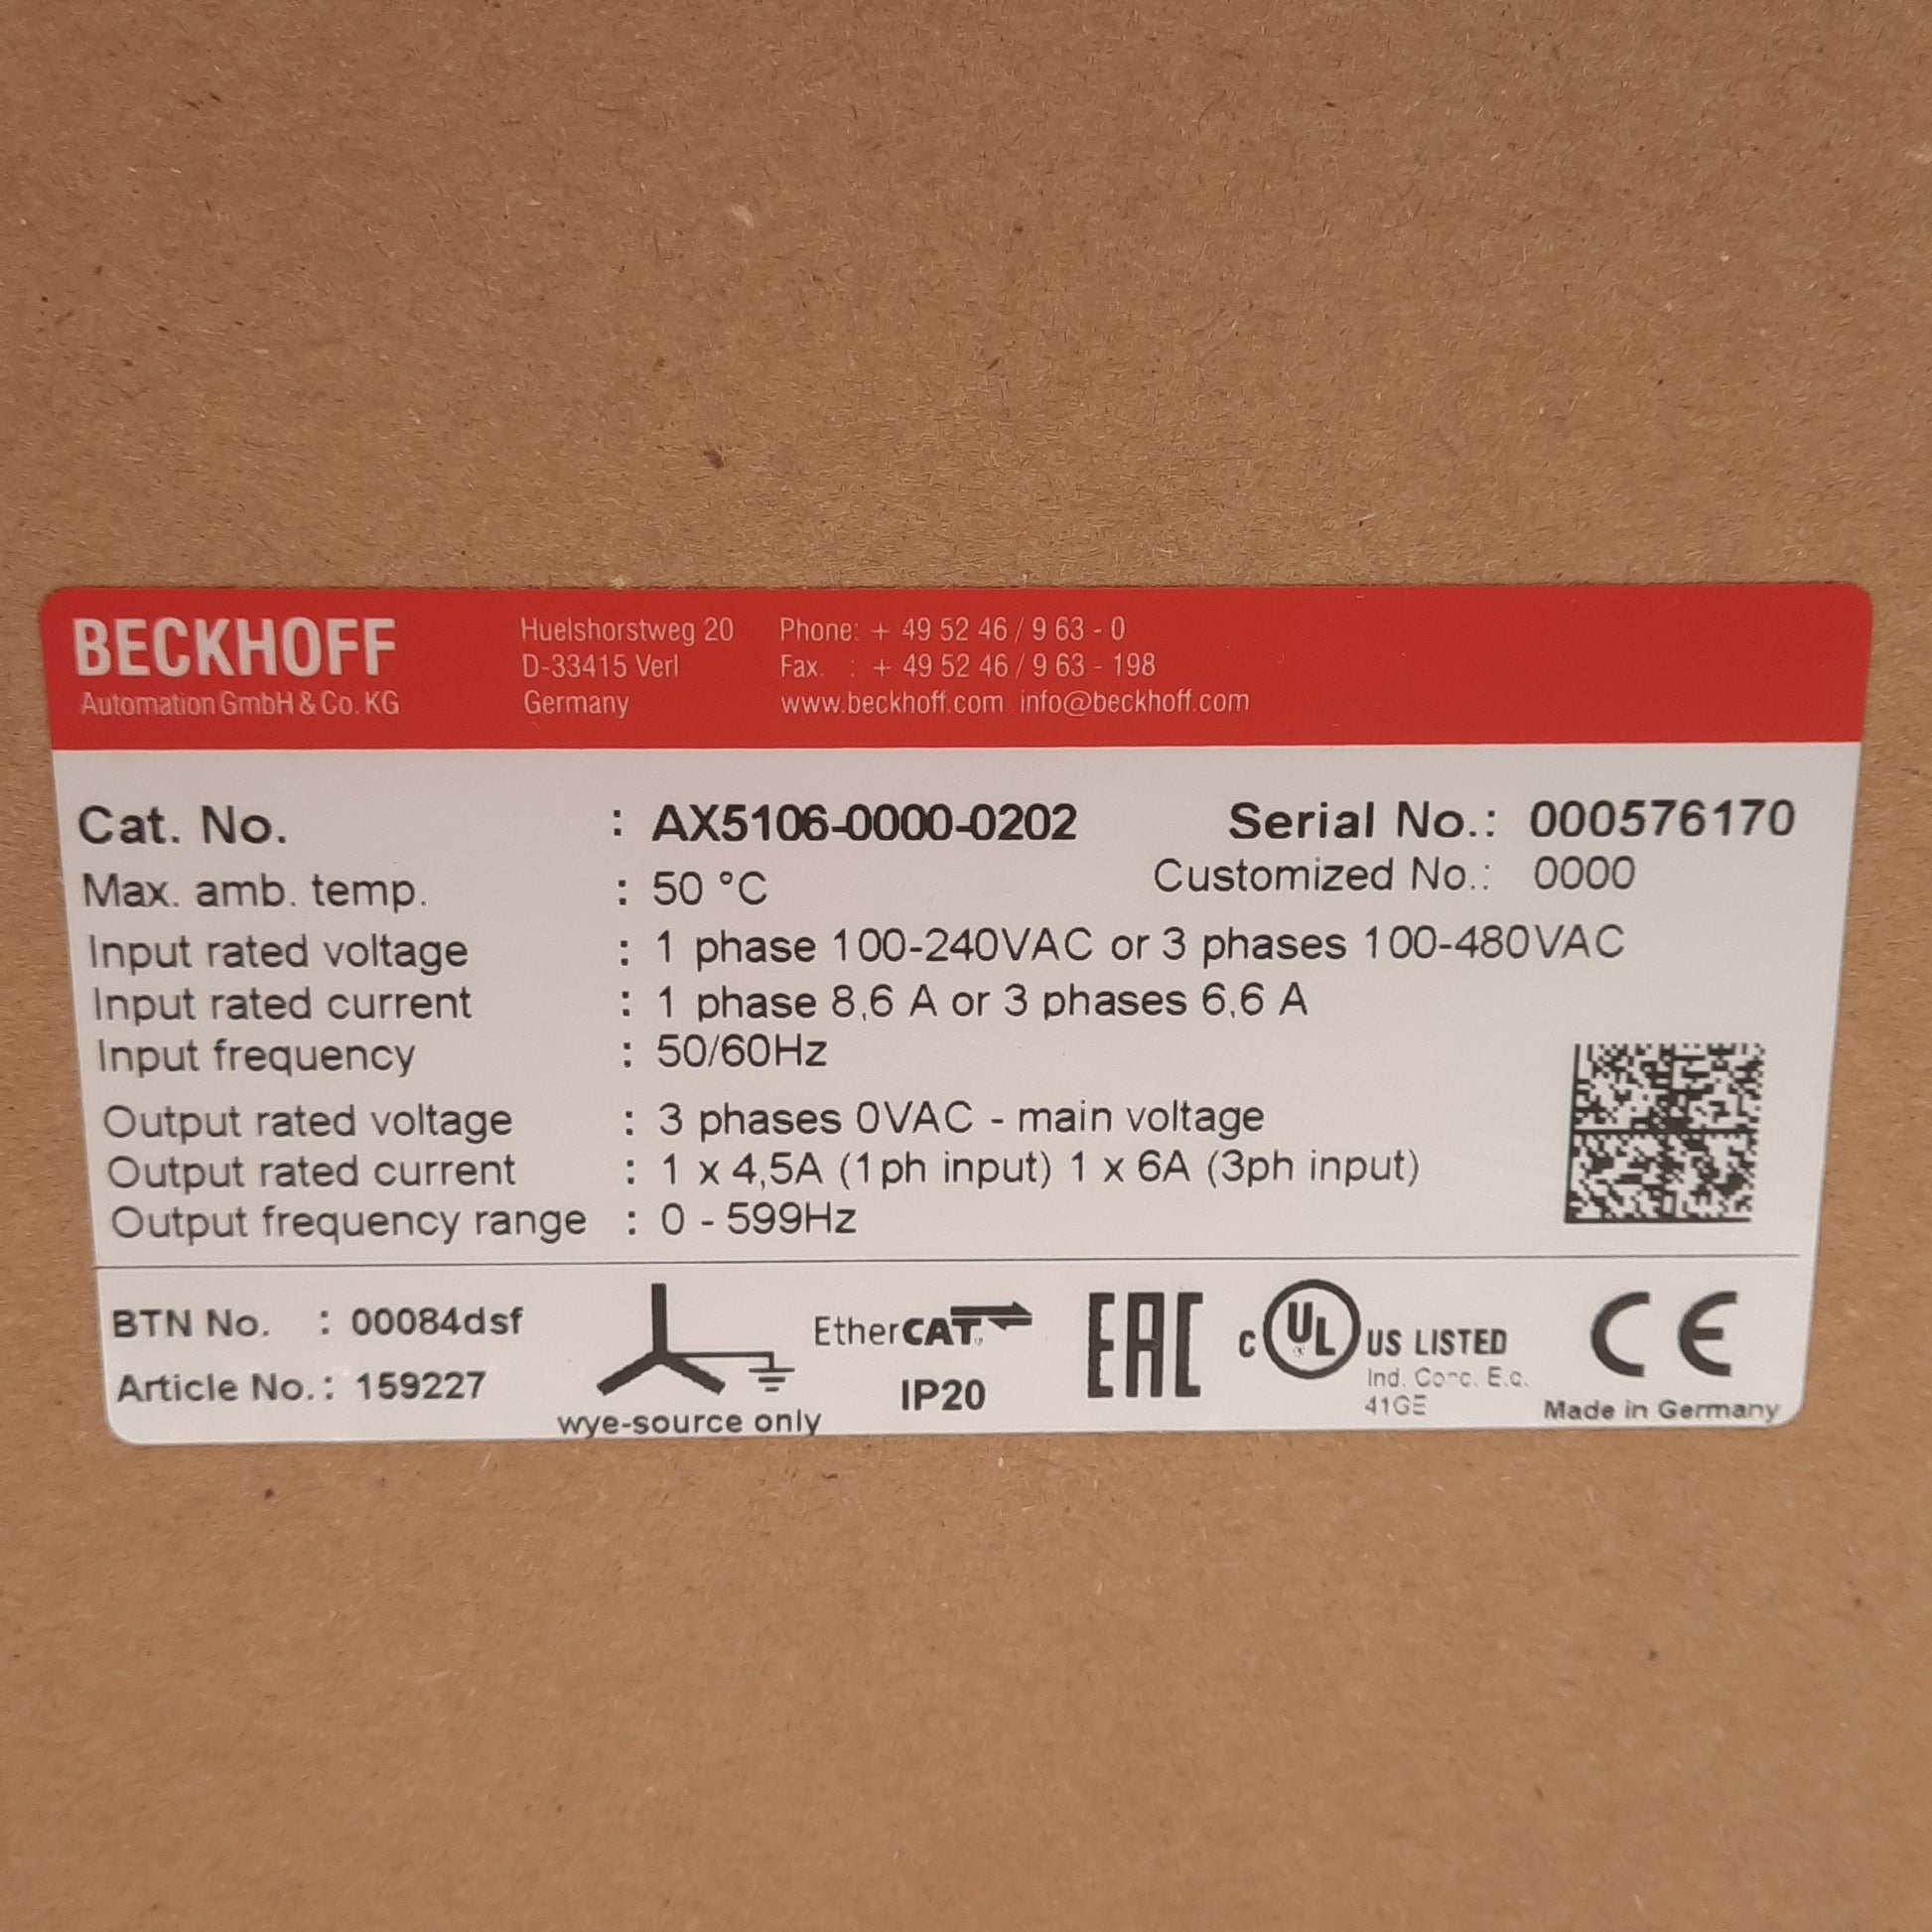 BECKHOFF
Automation GmbH & Co. KG
Huelshorstweg 20
D-33415 Verl
Germany
Phone: + 49 52 46 / 9 63 - 0
Fax. : + 49 52 46 / 9 63 - 198
www.beckhoff.com info@beckhoff.com
Cat. No. : AX5106-0000-0202 Serial No.: 000576170
Max. amb. temp. : 50 °C Customized No.: 0000
Input rated voltage : 1 phase 100-240VAC or 3 phases 100-480VAC
Input rated current : 1 phase 8,6 A or 3 phases 6,6 A
Input frequency : 50/60Hz
Output rated voltage : 3 phases 0VAC - main voltage
Output rated current : 1 x 4,5A (1ph input) 1 x 6A (3ph input)
Output frequency range : 0 - 599Hz
BTN No. : 00084dsf
Article No.: 159227
wye-source only
EtherCAT
IP20
EAC
c UL US LISTED
Ind. Conc. E.q.
41GE
CE
Made in Germany